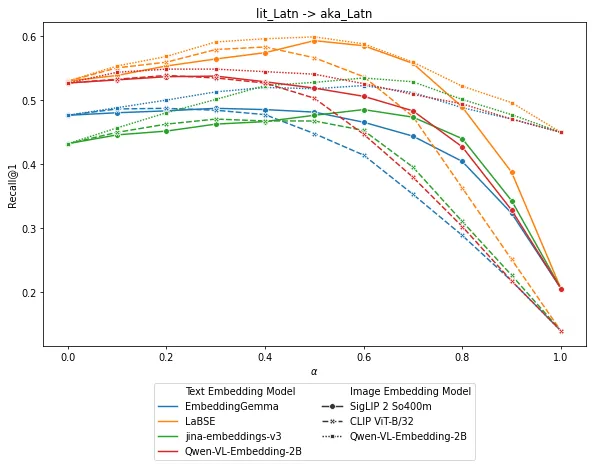 lit_Latn -> aka_Latn
Recall@1
0.6
0.5
0.4
0.3
0.2
0.0
0.2
0.4
0.6
0.8
1.0
α
Text Embedding Model
EmbeddingGemma
LaBSE
jina-embeddings-v3
Qwen-VL-Embedding-2B
Image Embedding Model
SigLIP 2 So400m
CLIP ViT-B/32
Qwen-VL-Embedding-2B